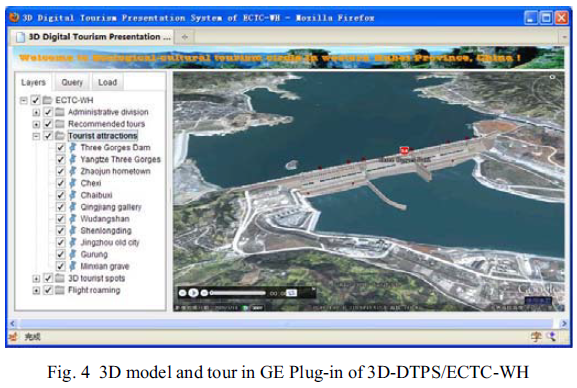 3D Digital Tourism Presentation System of ECTC-WH - Mozilla Firefox
3D Digital Tourism Presentation ...
Welcome to Ecological cultural tourism circle in western Hubei Province, China !
Layers Query Load
ECTC-WH
Administrative division
Recommended tours
Tourist attractions
Three Gorges Dam
Yangtze Three Gorges
Zhaojun hometown
Chexi
Chaibuxi
Qingjiang gallery
Wudangshan
Shenlongding
Jingzhou old city
Gurung
Minxian grave
3D tourist spots
Flight roaming
Google
完成
Fig. 4 3D model and tour in GE Plug-in of 3D-DTPS/ECTC-WH